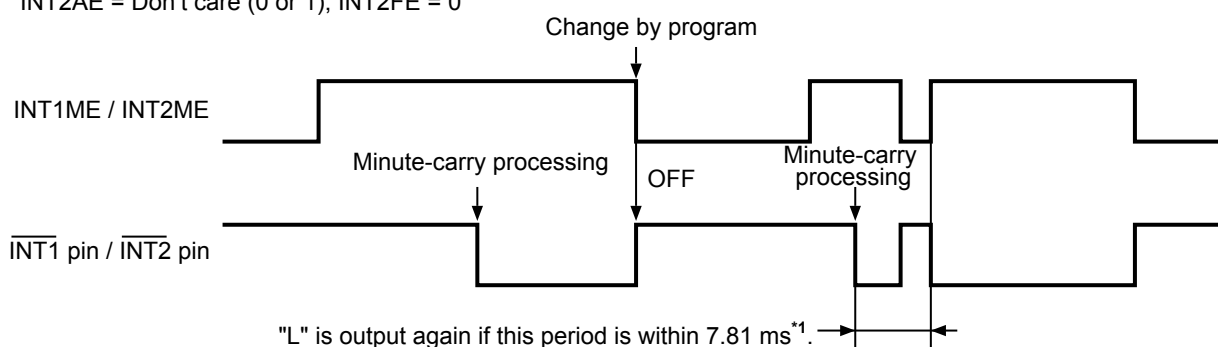 INT2AE = Don't care (0 or 1), INT2FE = 0
Change by program
INT1ME / INT2ME
Minute-carry processing
OFF
Minute-carry
processing
INT1 pin / INT2 pin
"L" is output again if this period is within 7.81 ms*1.